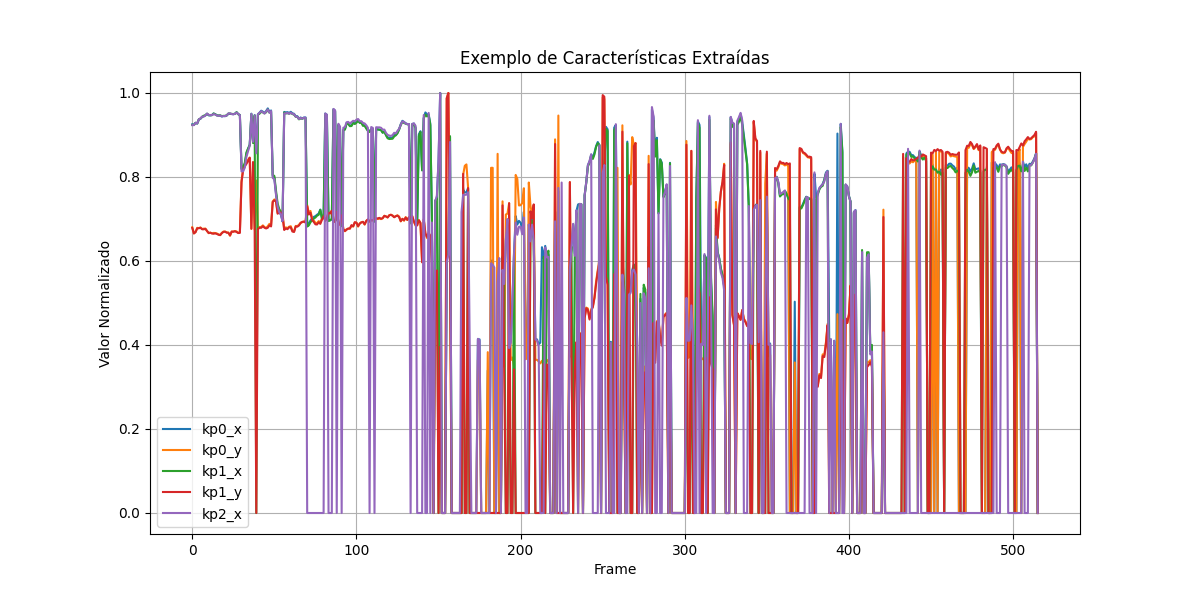 Exemplo de Características Extraídas
Valor Normalizado
1.0
0.8
0.6
0.4
0.2
0.0
kp0_x
kp0_y
kp1_x
kp1_y
kp2_x
0 100 200 300 400 500
Frame